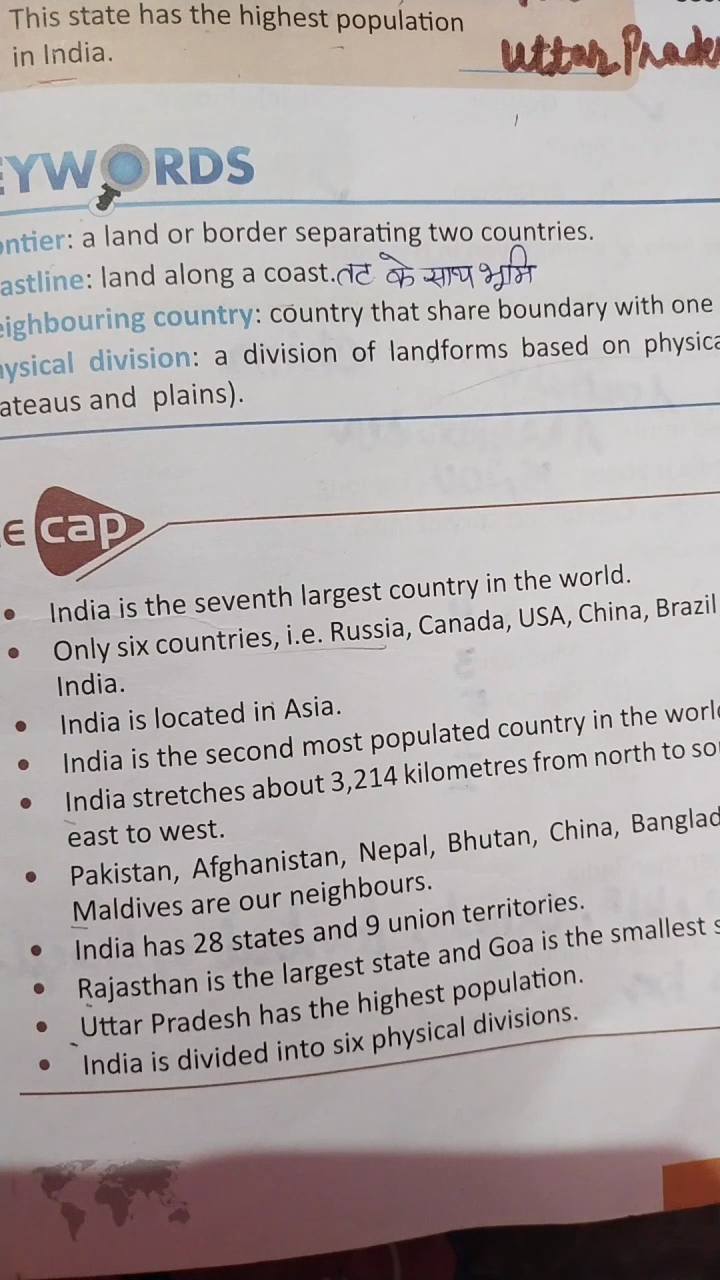 This state has the highest population
in India.
Uttar Prade
EYWORDS
ontier: a land or border separating two countries.
astline: land along a coast. तट के साथ भूमि
eighbouring country: country that share boundary with one
ysical division: a division of landforms based on physica
ateaus and plains).
E cap
• India is the seventh largest country in the world.
• Only six countries, i.e. Russia, Canada, USA, China, Brazil
India.
• India is located in Asia.
• India is the second most populated country in the worl
• India stretches about 3,214 kilometres from north to so
east to west.
• Pakistan, Afghanistan, Nepal, Bhutan, China, Banglad
Maldives are our neighbours.
• India has 28 states and 9 union territories.
• Rajasthan is the largest state and Goa is the smallest s
• Uttar Pradesh has the highest population.
• India is divided into six physical divisions.